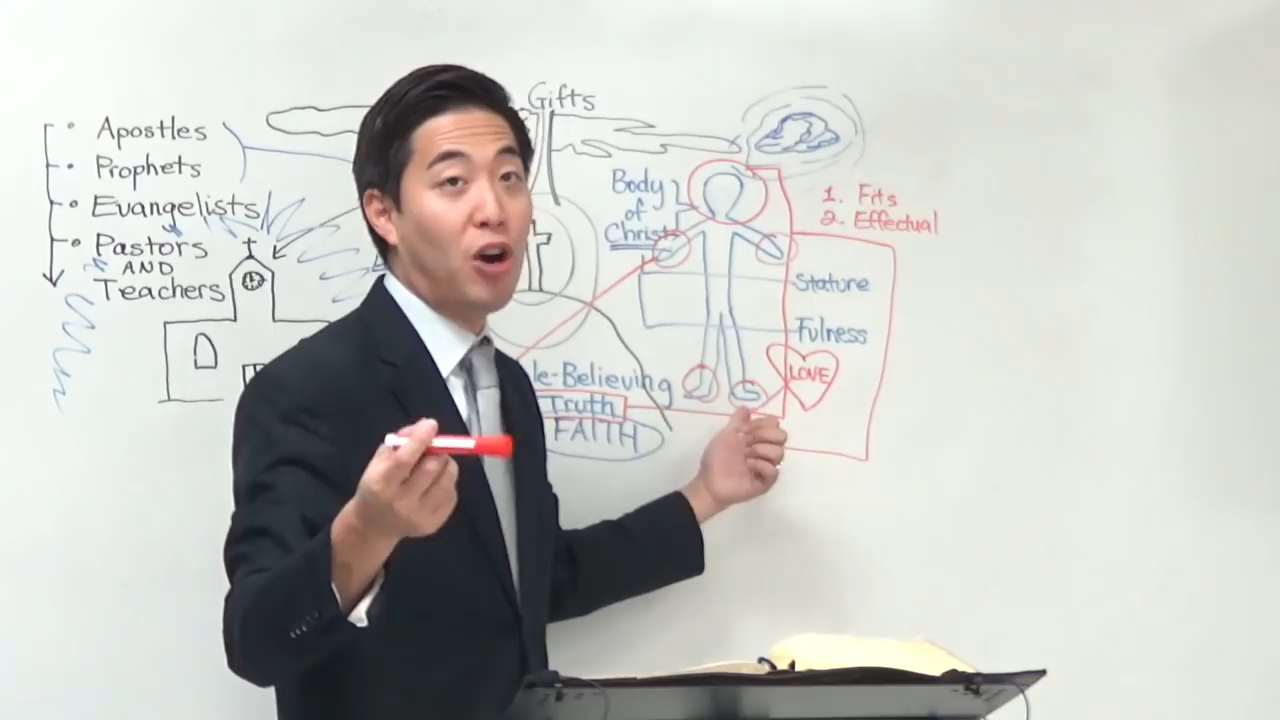 Apostles
Prophets
Evangelists
Pastors
AND
Teachers
Gifts
Body
of
Christ
1. Fits
2. Effectual
Stature
Fulness
LOVE
le-Believing
Truth
FAITH